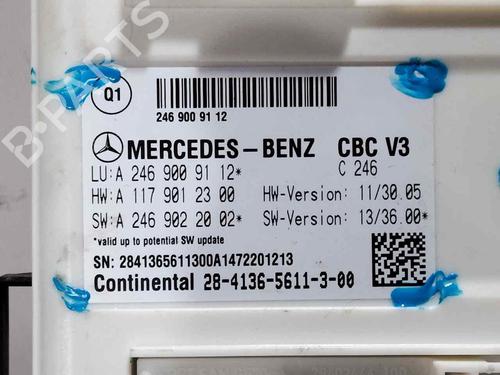 Q1
246 900 91 12
MERCEDES-BENZ CBC V3
C 246
LU:A 246 900 91 12*
HW:A 117 901 23 00 HW-Version: 11/30.05
SW:A 246 902 20 02* SW-Version: 13/36.00*
*valid up to potential SW update
SN: 2841365611300A1472201213
Continental 28-4136-5611-3-00
B-PARTS